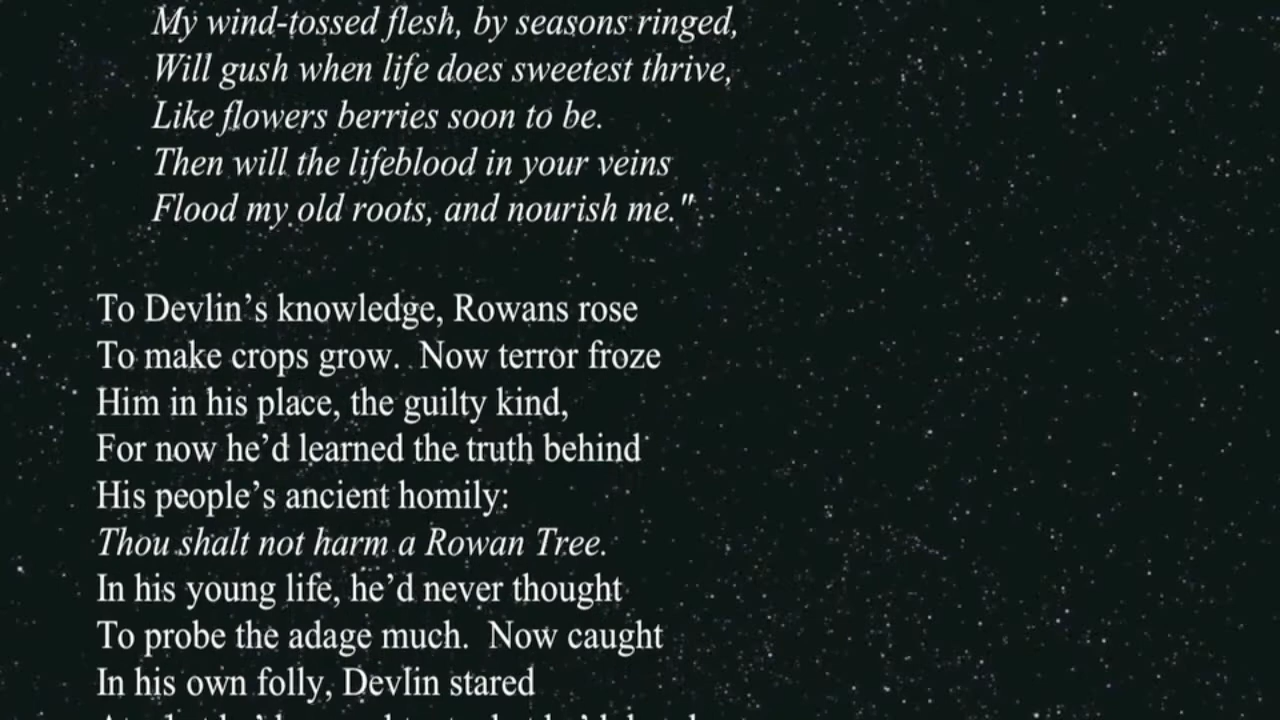 My wind-tossed flesh, by seasons ringed,
Will gush when life does sweetest thrive,
Like flowers berries soon to be.
Then will the lifeblood in your veins
Flood my old roots, and nourish me."
To Devlin’s knowledge, Rowans rose
To make crops grow.  Now terror froze
Him in his place, the guilty kind,
For now he’d learned the truth behind
His people’s ancient homily:
Thou shalt not harm a Rowan Tree.
In his young life, he’d never thought
To probe the adage much.  Now caught
In his own folly, Devlin stared